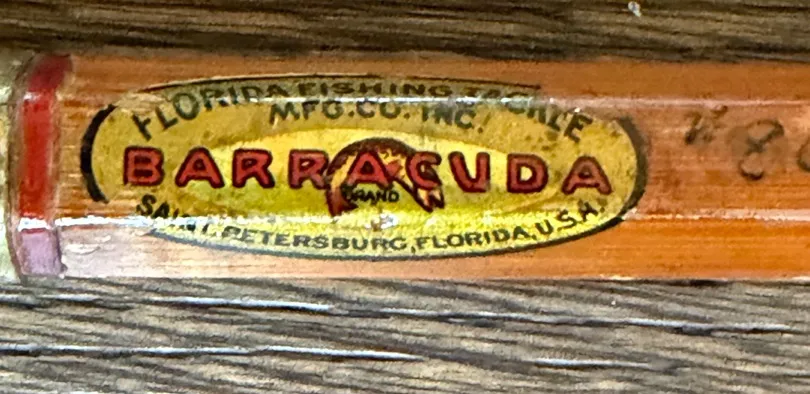 FLORIDA FISHING TACKLE
MFG. CO. INC.
BARRACUDA
BRAND
SAINT PETERSBURG, FLORIDA, U.S.A.